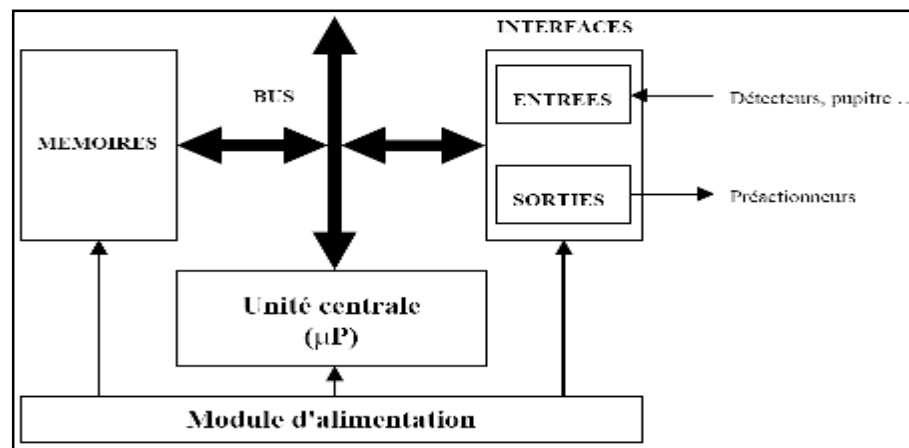 INTERFACES
BUS
MEMOIRES
ENTREES
Détecteurs, pupitre …
SORTIES
Préactionneurs
Unité centrale
(µP)
Module d'alimentation